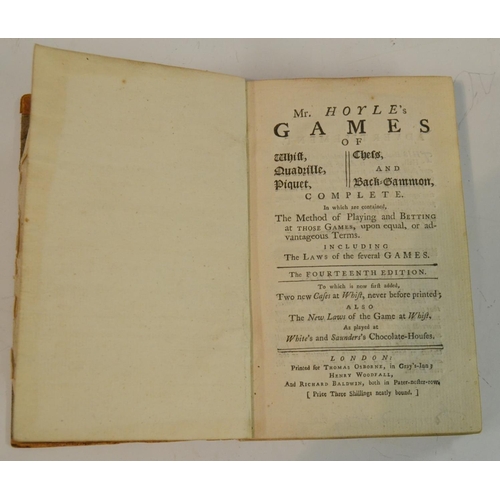 Mr. HOYLE's
GAMES
OF
Whist,
Quadrille,
Piquet,
Chess,
AND
Back-Gammon,
COMPLETE.
In which are contained,
The Method of Playing and BETTING
at THOSE GAMES, upon equal, or ad-
vantageous Terms.
INCLUDING
The LAWS of the several GAMES.
The FOURTEENTH EDITION.
To which is now first added,
Two new Cases at Whist, never before printed;
ALSO
The New Laws of the Game at Whist,
As played at
White's and Saunders's Chocolate-Houses.
LONDON:
Printed for THOMAS OSBORNE, in Gray's-Inn;
HENRY WOODFALL,
And RICHARD BALDWIN, both in Pater-noster-row,
[ Price Three Shillings neatly bound. ]